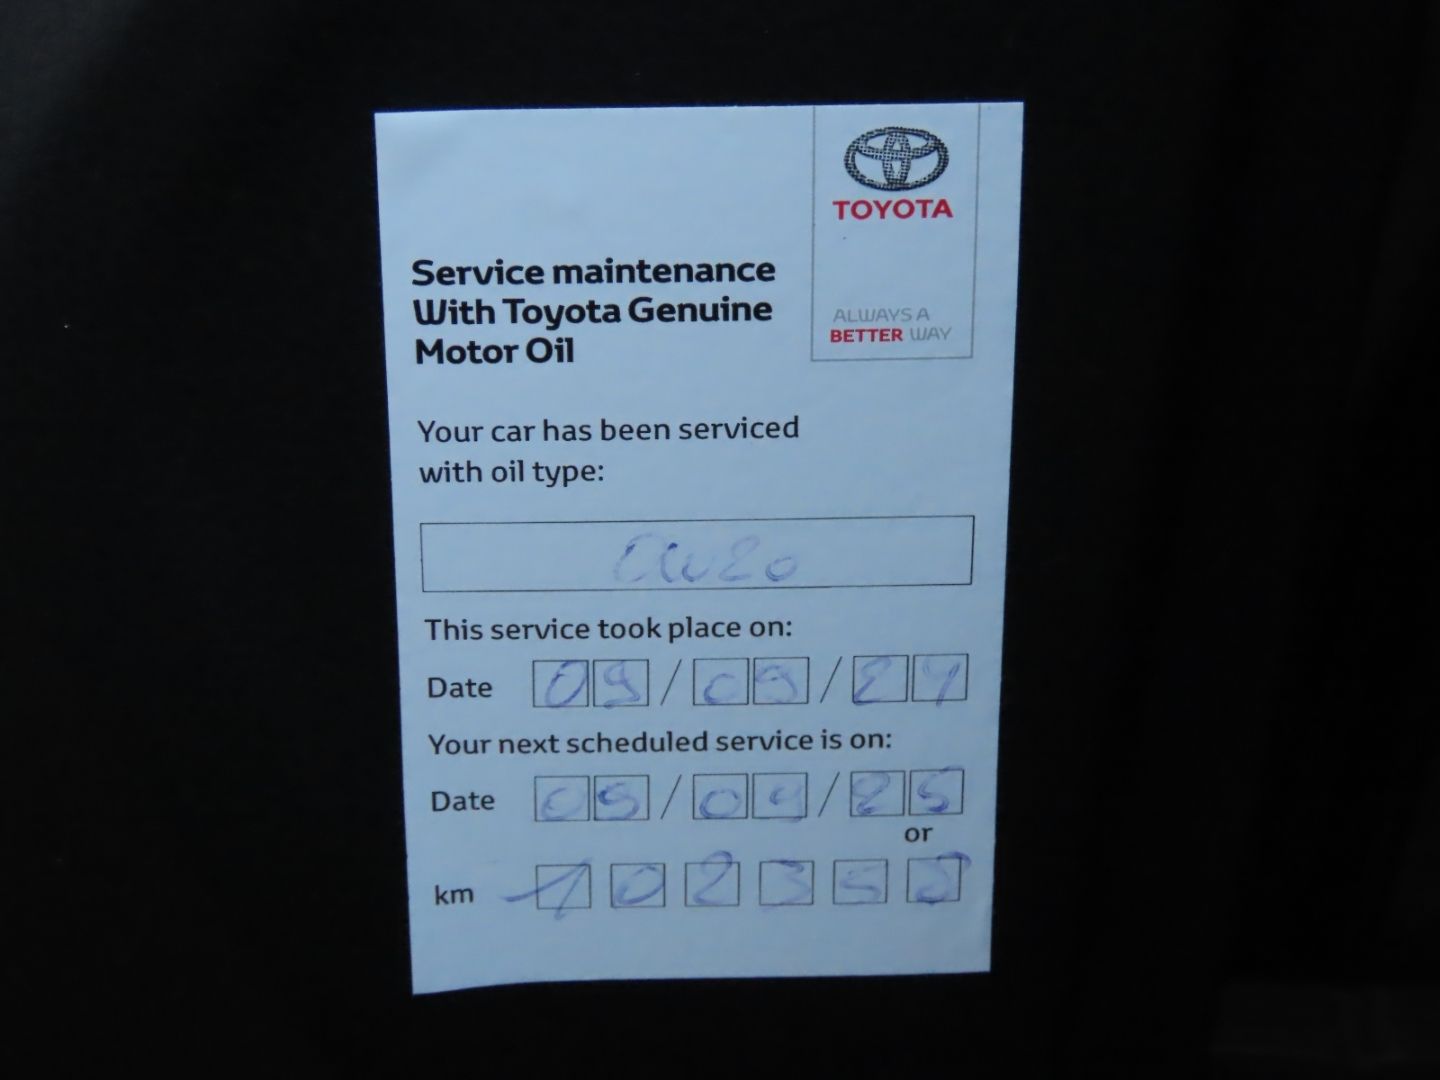 TOYOTA
ALWAYS A
BETTER WAY
Service maintenance
With Toyota Genuine
Motor Oil
Your car has been serviced
with oil type:
0W20
This service took place on:
Date 09/09/24
Your next scheduled service is on:
Date 09/04/25
or
km